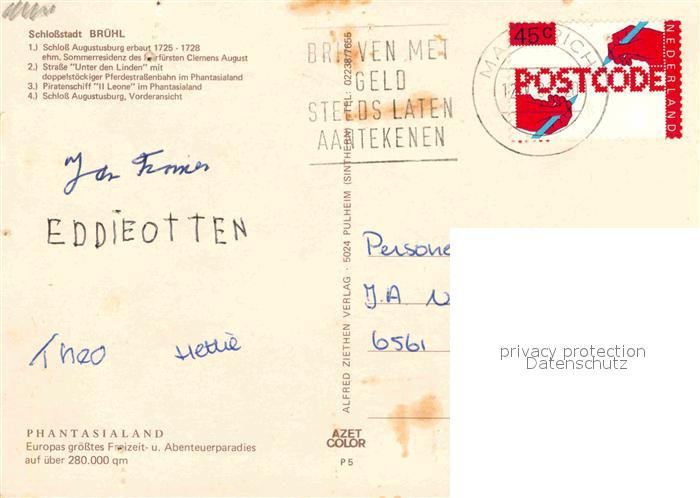 Schloßstadt BRÜHL
1.) Schloß Augustusburg erbaut 1725 - 1728
ehm. Sommerresidenz des Kurfürsten Clemens August
2.) Straße "Unter den Linden" mit
doppelstöckiger Pferdestraßenbahn im Phantasialand
3.) Piratenschiff "Il Leone" im Phantasialand
4.) Schloß Augustusburg, Vorderansicht
EDDIE OTTEN
Theo Hettie
PHANTASIALAND
Europas größtes Freizeit- u. Abenteuerparadies
auf über 280.000 qm
ALFRED ZIETHEN VERLAG · 5024 PULHEIM (SINTHERN) TEL.: 02238/7655
AZET
COLOR
P 5
BRIEVEN MET
GELD
STEEDS LATEN
AANTEKENEN
45c
POSTCODE
NEDERLAND
J.A
6561
privacy protection
Datenschutz